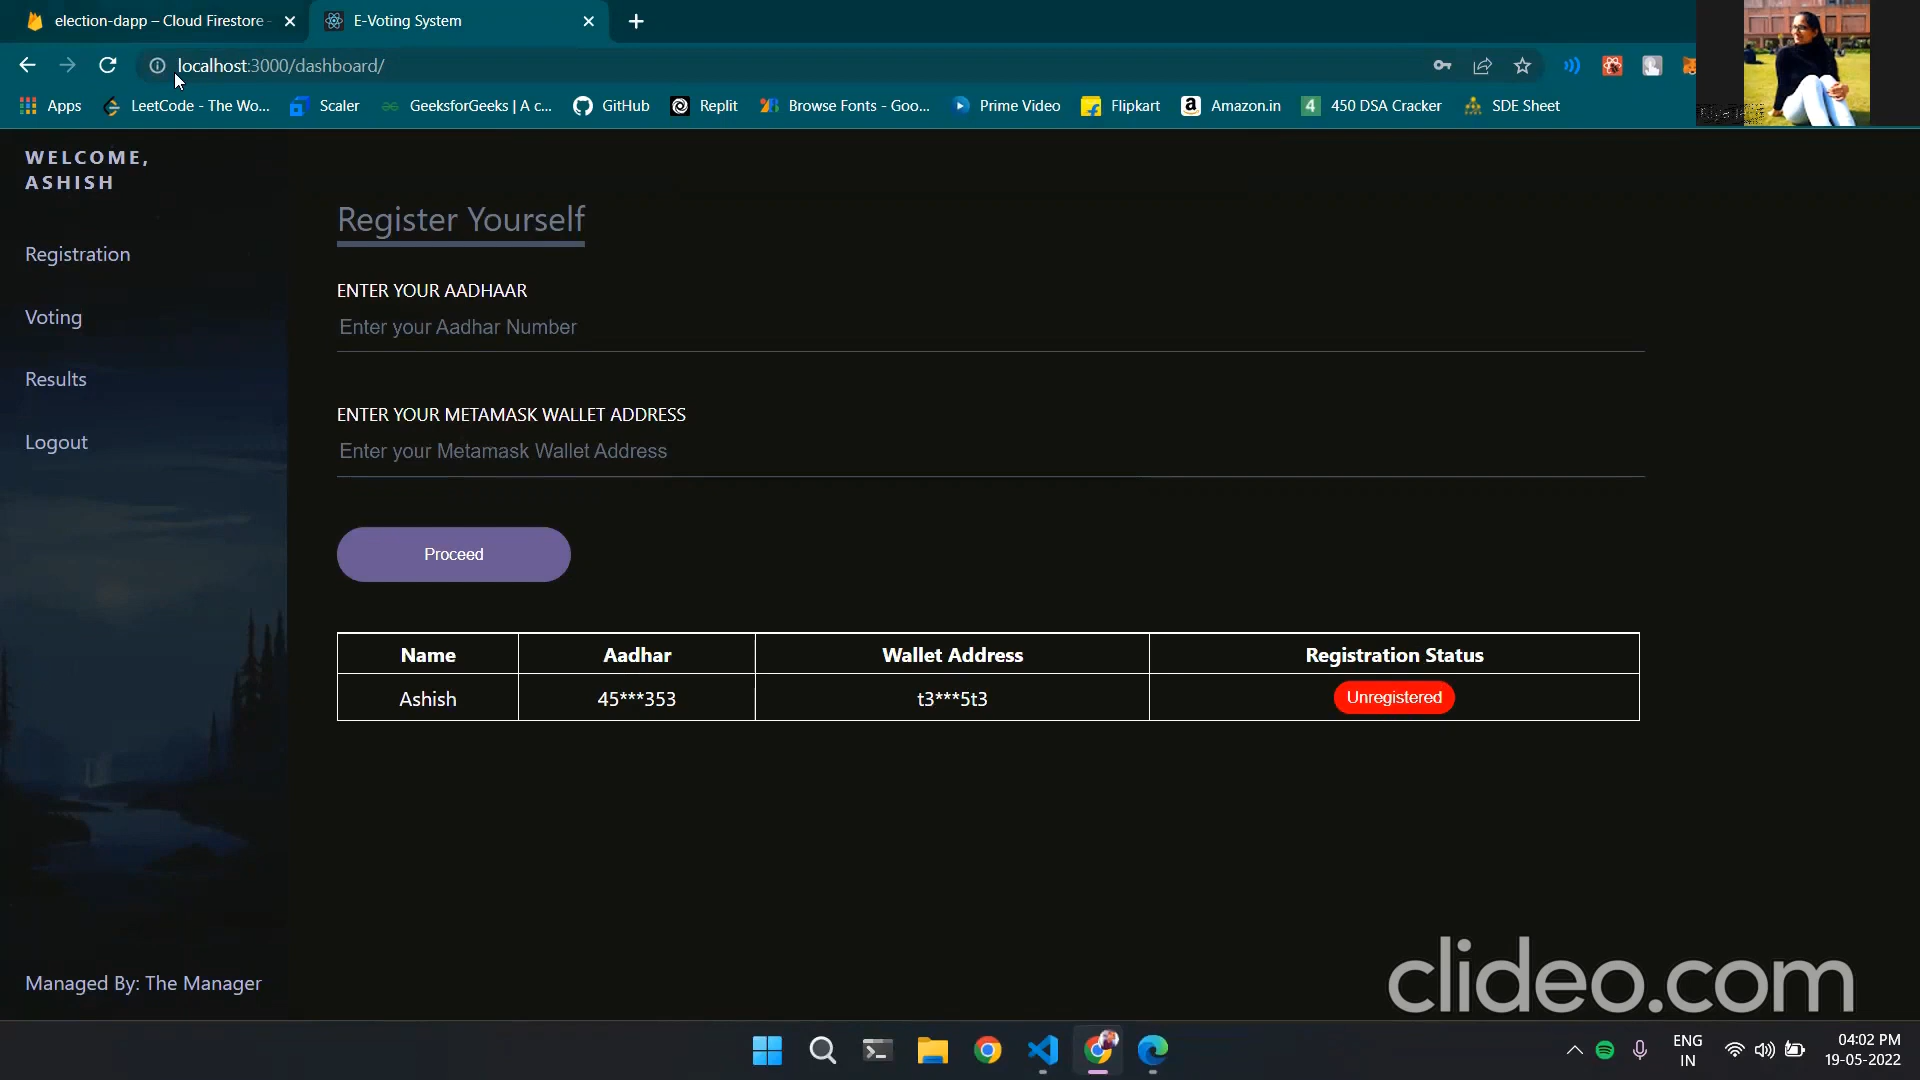 election-dapp – Cloud Firestore -
E-Voting System
localhost:3000/dashboard/
Apps
LeetCode - The Wo...
Scaler
GeeksforGeeks | A c...
GitHub
Replit
Browse Fonts - Goo...
Prime Video
Flipkart
Amazon.in
4
450 DSA Cracker
SDE Sheet
WELCOME,
ASHISH
Registration
Voting
Results
Logout
Managed By: The Manager
Register Yourself
ENTER YOUR AADHAAR
Enter your Aadhar Number
ENTER YOUR METAMASK WALLET ADDRESS
Enter your Metamask Wallet Address
Proceed
Name Aadhar Wallet Address Registration Status
Ashish 45***353 t3***5t3 Unregistered
clideo.com
ENG
IN
04:02 PM
19-05-2022